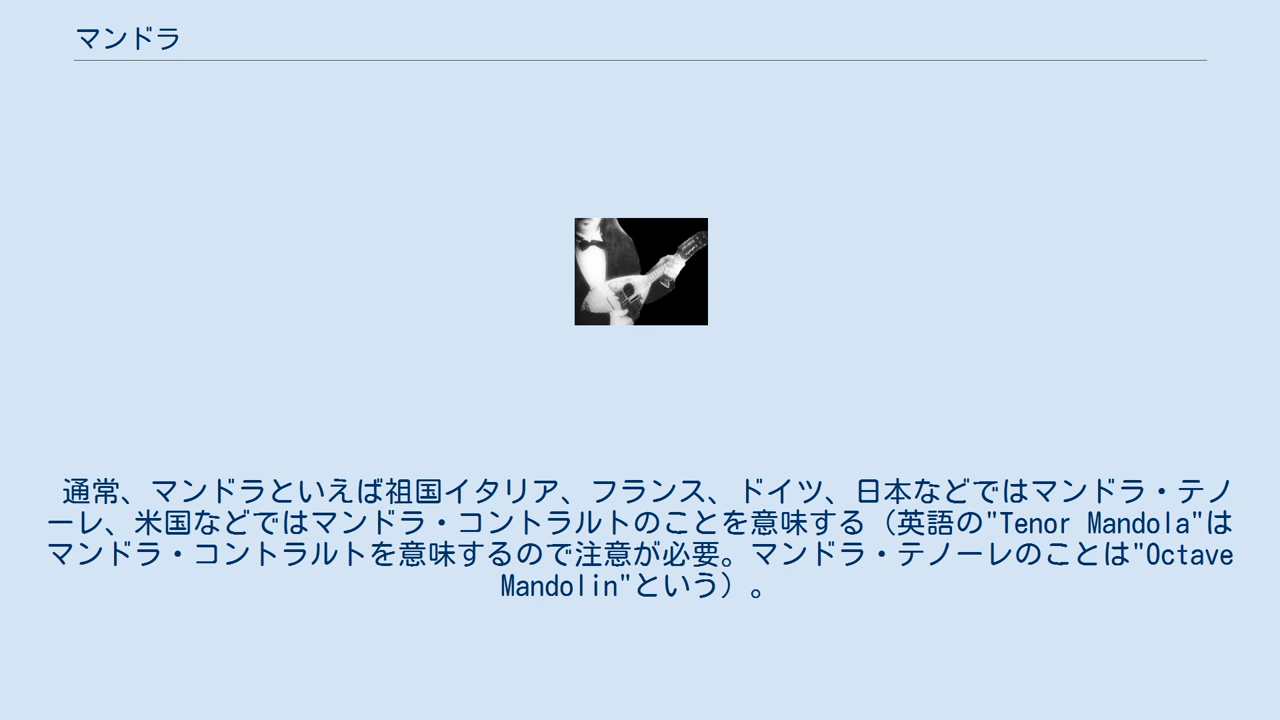 マンドラ
通常、マンドラといえば祖国イタリア、フランス、ドイツ、日本などではマンドラ・テノ
ーレ、米国などではマンドラ・コントラルトのことを意味する（英語の"Tenor Mandola"は
マンドラ・コントラルトを意味するので注意が必要。マンドラ・テノーレのことは"Octave
Mandolin"という）。